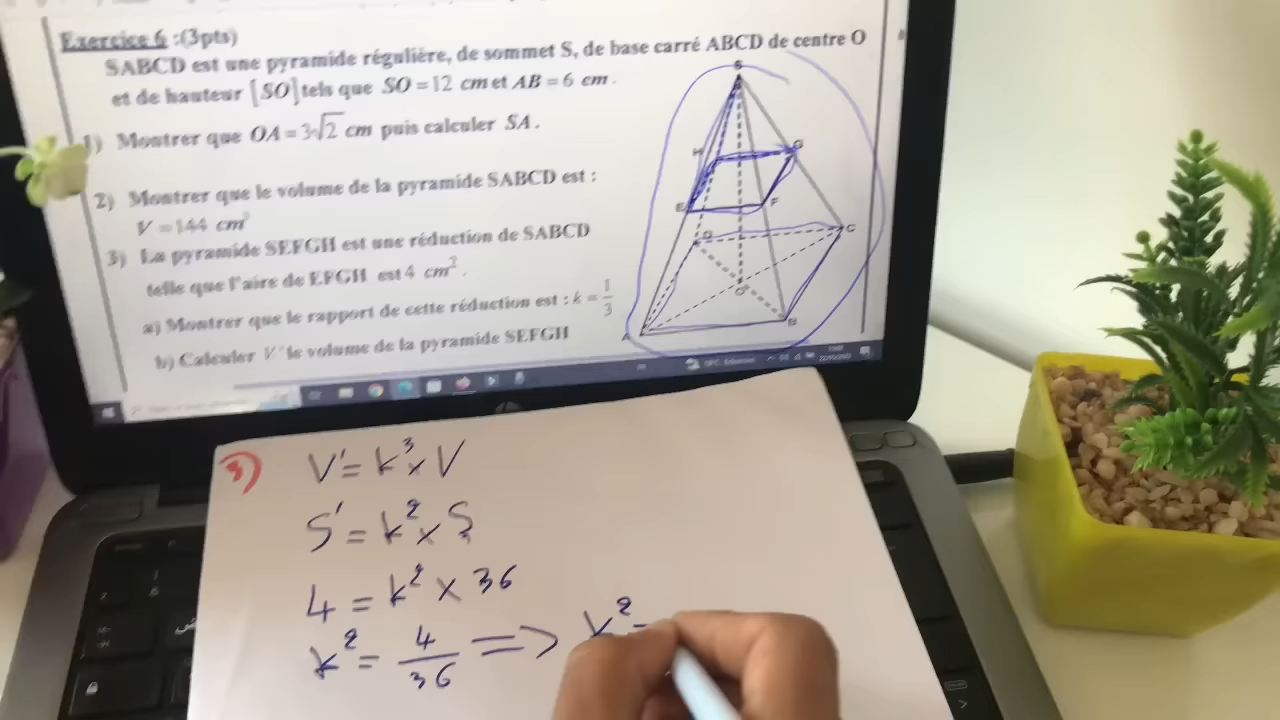 Exercice 6 :(3pts)
SABCD est une pyramide régulière, de sommet S, de base carré ABCD de centre O
et de hauteur [SO] tels que SO = 12 cm et AB = 6 cm .
1) Montrer que OA = 3√2 cm puis calculer SA .
2) Montrer que le volume de la pyramide SABCD est :
V = 144 cm³
3) La pyramide SEFGH est une réduction de SABCD
telle que l'aire de EFGH est 4 cm² .
a) Montrer que le rapport de cette réduction est : k = 1/3
b) Calculer V' le volume de la pyramide SEFGH
S
H
G
E
F
D
C
O
A
B
3) V' = k³ × V
S' = k² × S
4 = k² × 36
k² = 4/36 => k² =